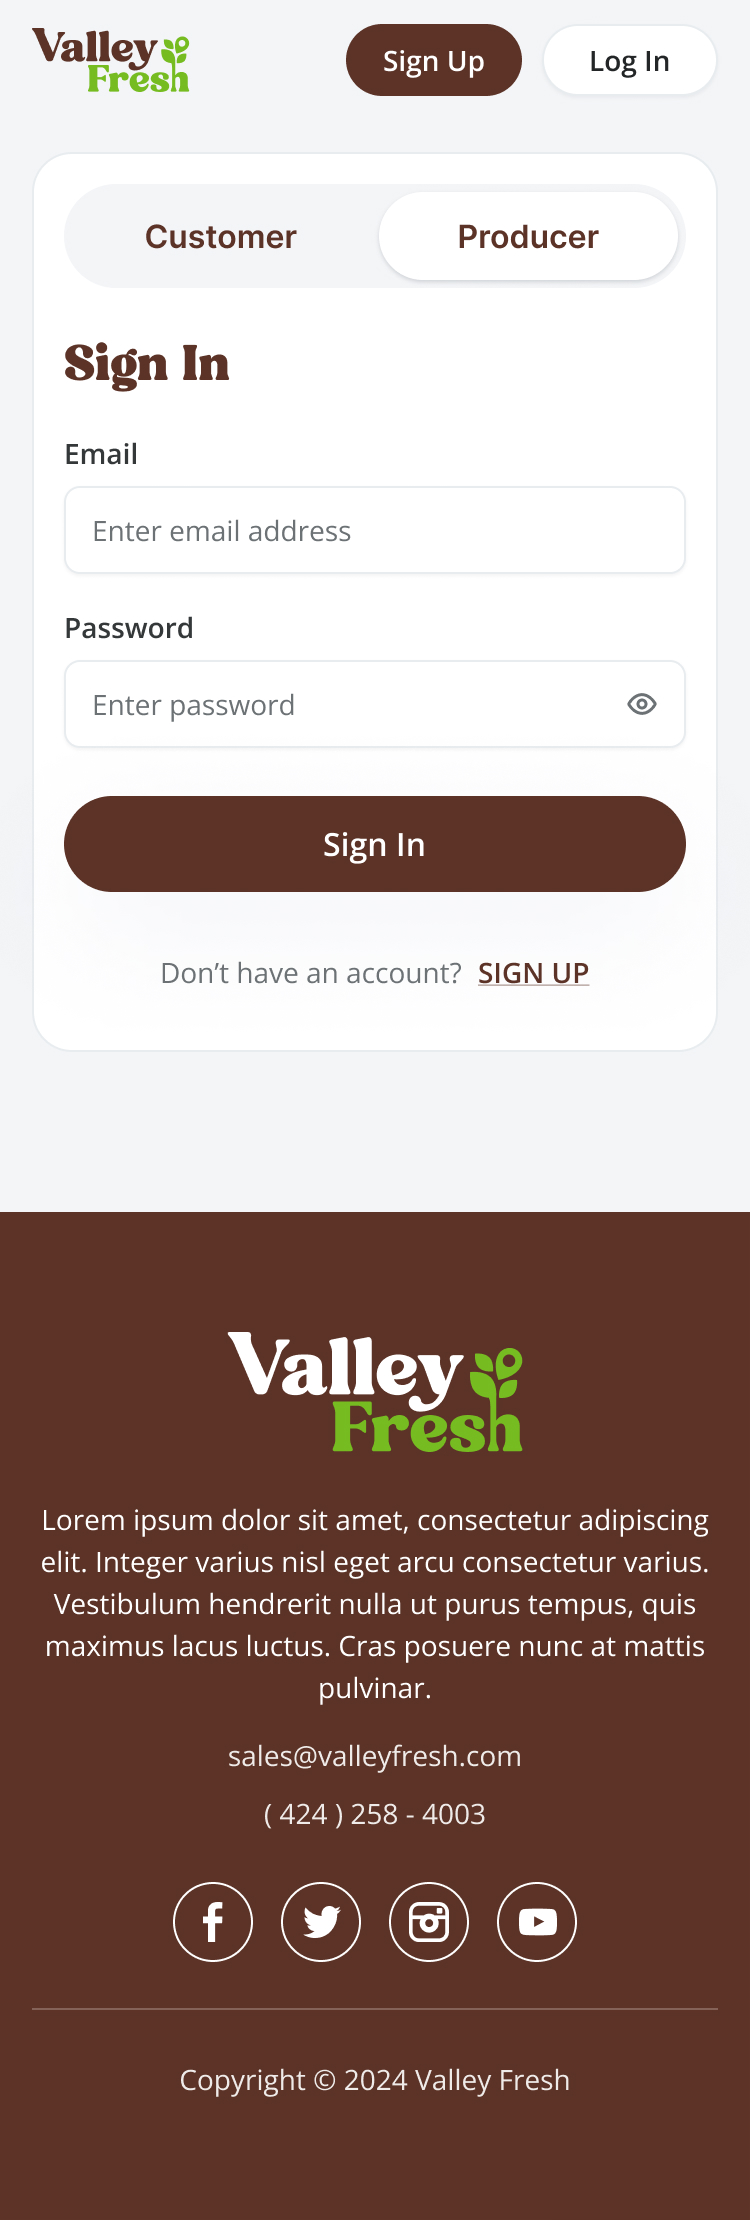 Valley
Fresh
Sign Up
Log In
Customer
Producer
Sign In
Email
Enter email address
Password
Enter password
Sign In
Don’t have an account? SIGN UP
Valley
Fresh
Lorem ipsum dolor sit amet, consectetur adipiscing
elit. Integer varius nisl eget arcu consectetur varius.
Vestibulum hendrerit nulla ut purus tempus, quis
maximus lacus luctus. Cras posuere nunc at mattis
pulvinar.
sales@valleyfresh.com
( 424 ) 258 - 4003
Copyright © 2024 Valley Fresh